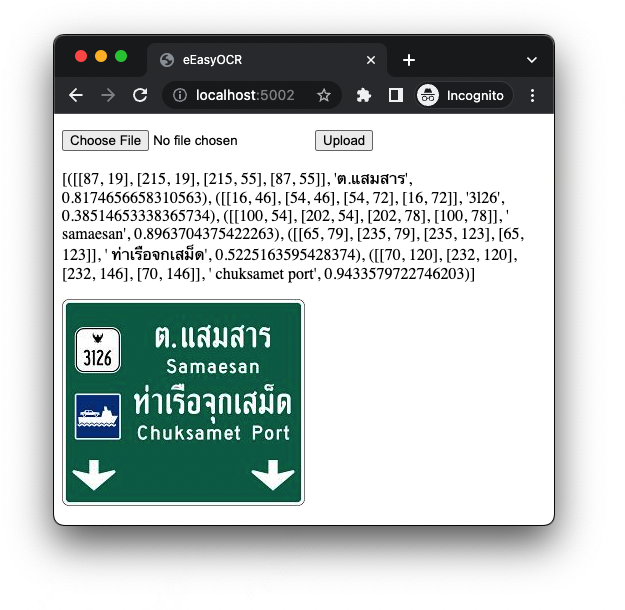 eEasyOCR
localhost:5002
Incognito
Choose File No file chosen Upload
[([[87, 19], [215, 19], [215, 55], [87, 55]], 'ต.แสมสาร',
0.8174656658310563), ([[16, 46], [54, 46], [54, 72], [16, 72]], '3l26',
0.38514653338365734), ([[100, 54], [202, 54], [202, 78], [100, 78]], '
samaesan', 0.8963704375422263), ([[65, 79], [235, 79], [235, 123], [65,
123]], ' ท่าเรือจกเสม็ด', 0.5225163595428374), ([[70, 120], [232, 120],
[232, 146], [70, 146]], ' chuksamet port', 0.9433579722746203)]
3126
ต.แสมสาร
Samaesan
ท่าเรือจุกเสม็ด
Chuksamet Port